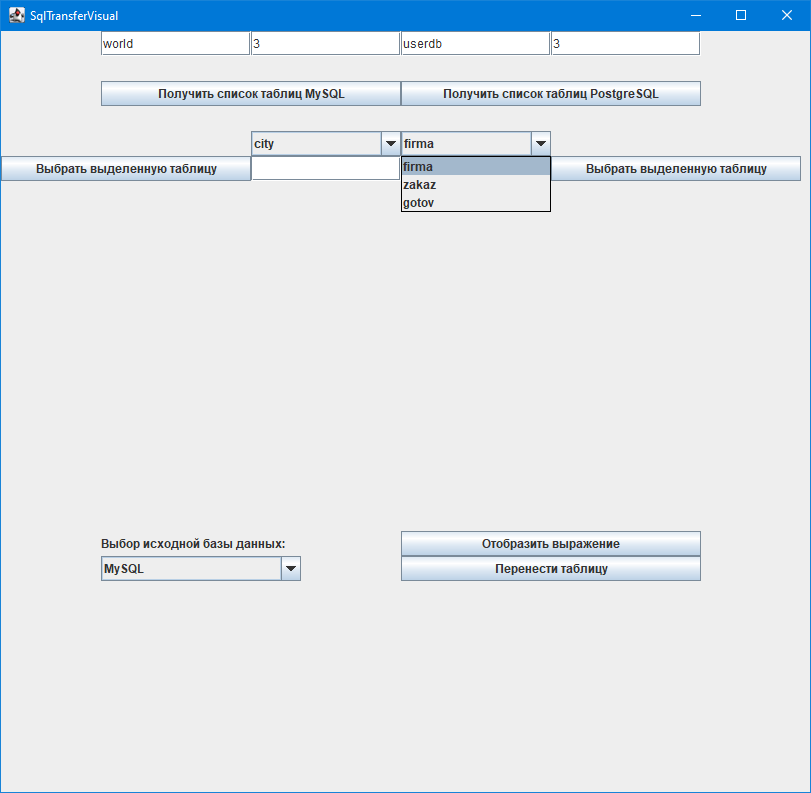 SqlTransferVisual
world 3 userdb 3
Получить список таблиц MySQL Получить список таблиц PostgreSQL
city firma
Выбрать выделенную таблицу firma Выбрать выделенную таблицу
zakaz
gotov
Выбор исходной базы данных: Отобразить выражение
MySQL Перенести таблицу